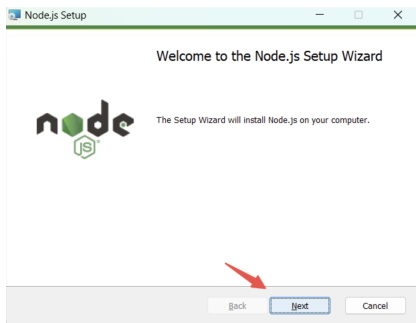 Node.js Setup
Welcome to the Node.js Setup Wizard
The Setup Wizard will install Node.js on your computer.
node
JS
Back
Next
Cancel